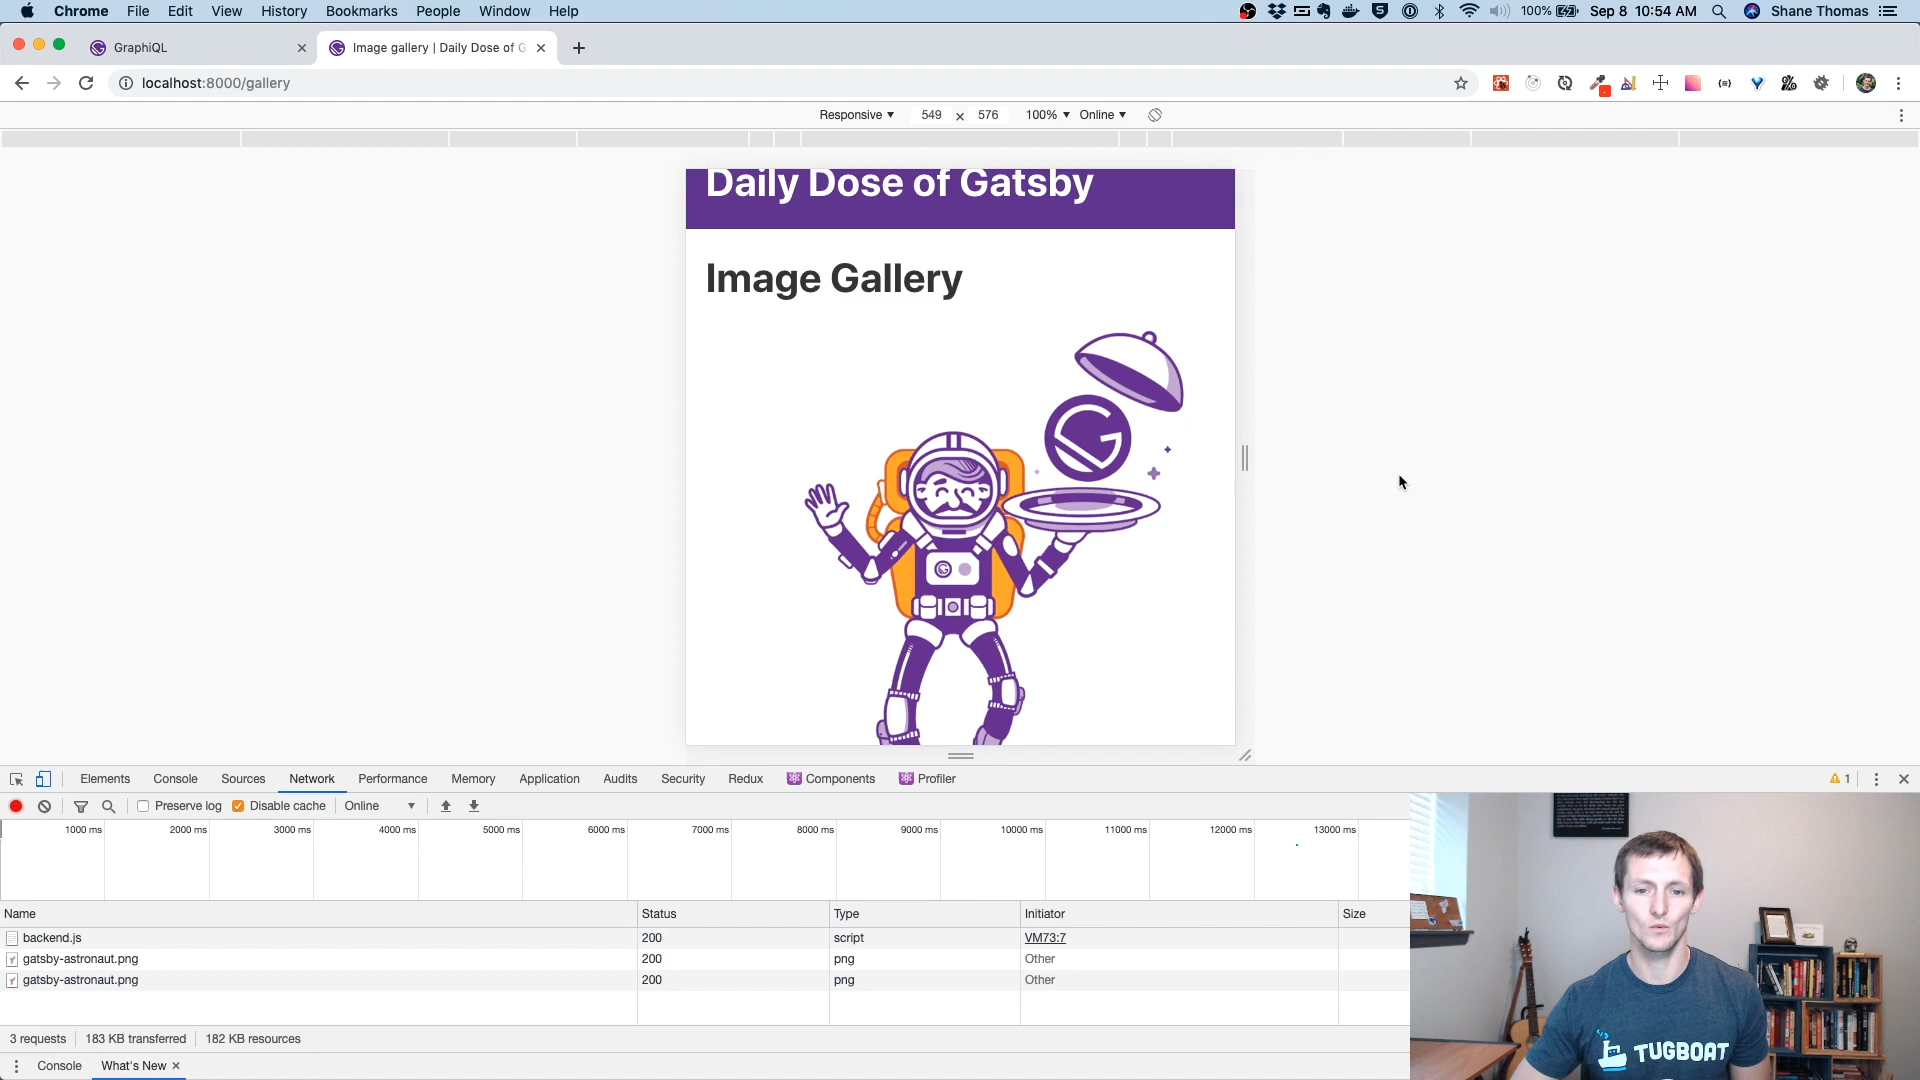 Chrome File Edit View History Bookmarks People Window Help 100% Sep 8 10:54 AM Shane Thomas
GraphiQL Image gallery | Daily Dose of G
localhost:8000/gallery
Responsive 549 × 576 100% Online
Daily Dose of Gatsby
Image Gallery
Elements Console Sources Network Performance Memory Application Audits Security Redux Components Profiler 1
Preserve log Disable cache Online
1000 ms 2000 ms 3000 ms 4000 ms 5000 ms 6000 ms 7000 ms 8000 ms 9000 ms 10000 ms 11000 ms 12000 ms 13000 ms
Name Status Type Initiator Size
backend.js 200 script VM73:7
gatsby-astronaut.png 200 png Other
gatsby-astronaut.png 200 png Other
3 requests 183 KB transferred 182 KB resources
Console What's New
TUGBOAT